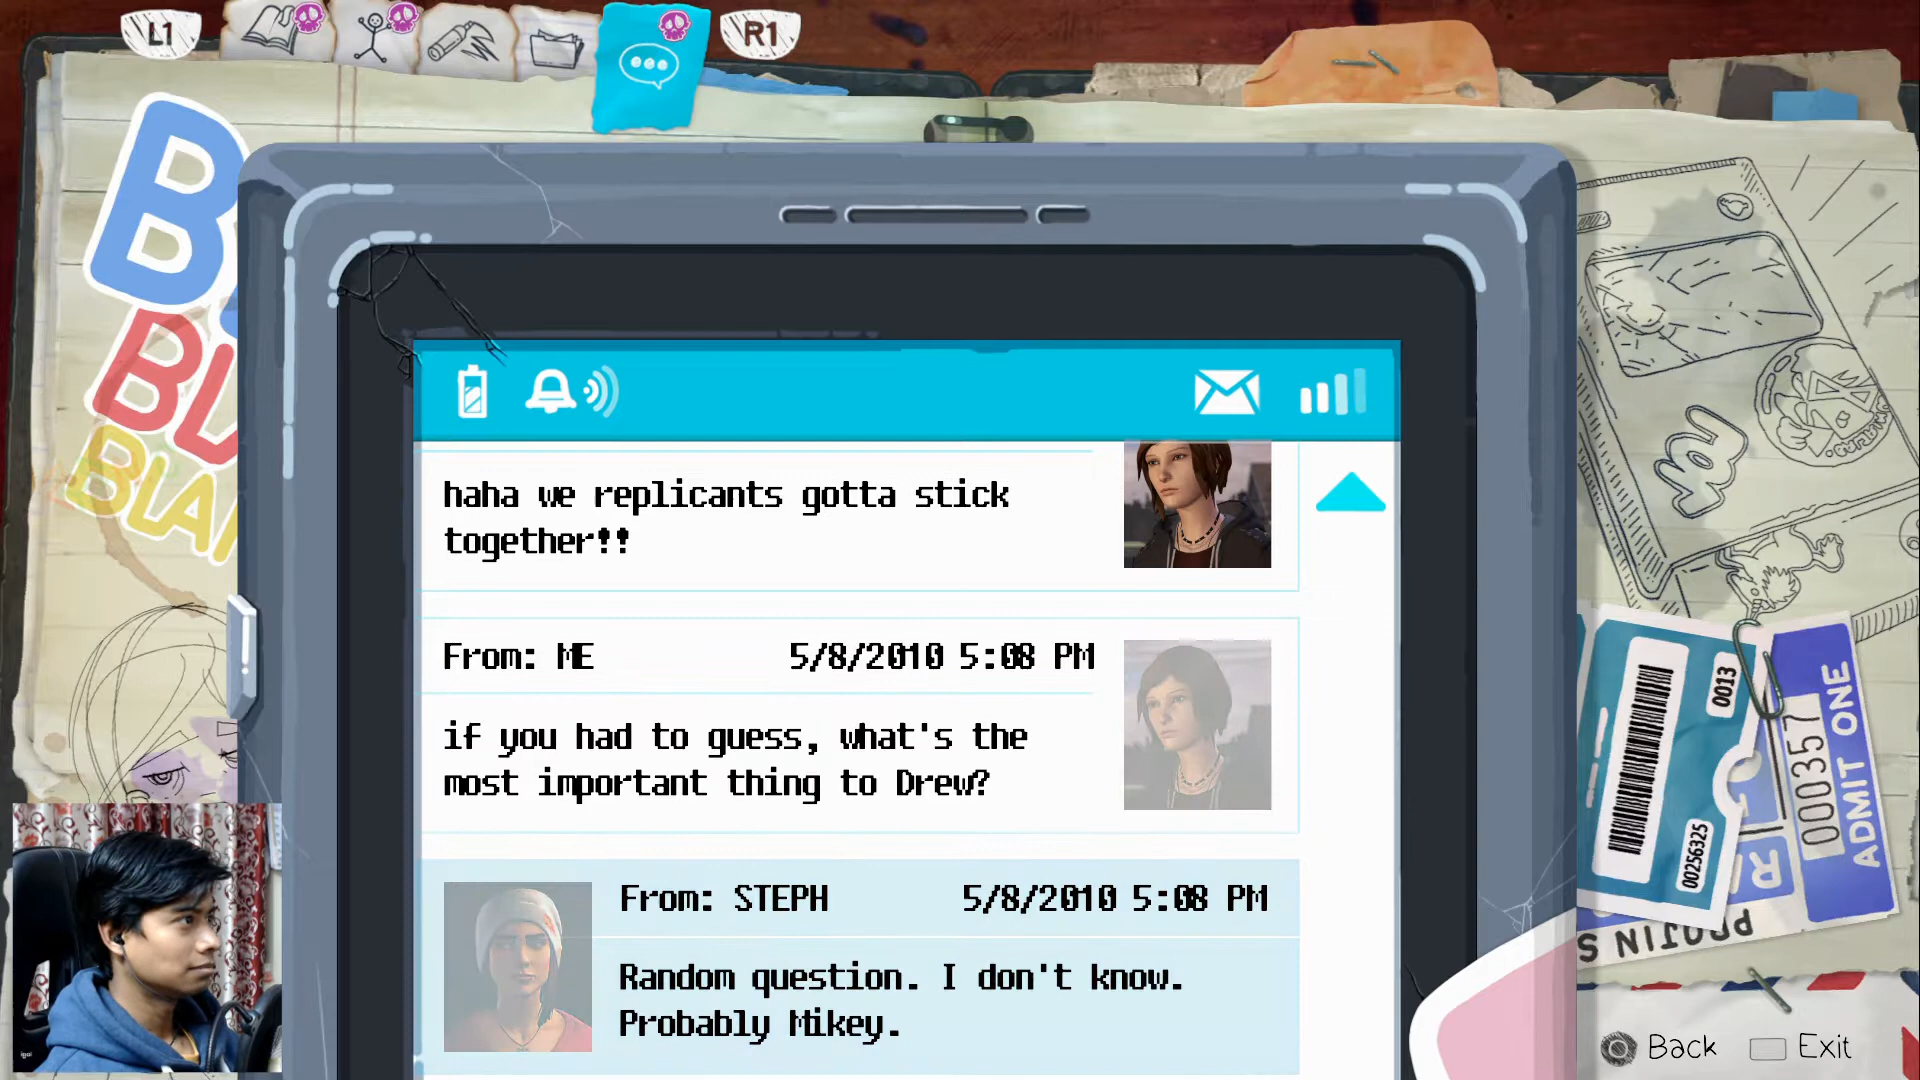 L1
R1
haha we replicants gotta stick
together!!
From: ME 5/8/2010 5:08 PM
if you had to guess, what's the
most important thing to Drew?
From: STEPH 5/8/2010 5:08 PM
Random question. I don't know.
Probably Mikey.
BL
BLA
0013
00256325
000357
ADMIT ONE
Back
Exit